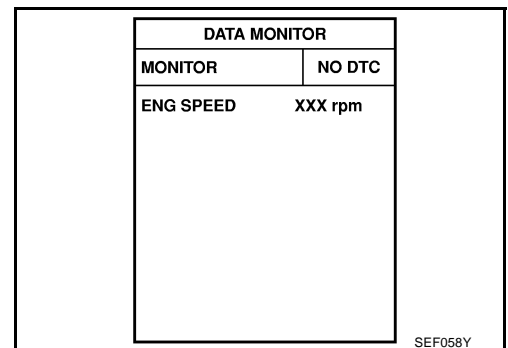 DATA MONITOR
MONITOR NO DTC
ENG SPEED XXX rpm
SEF058Y